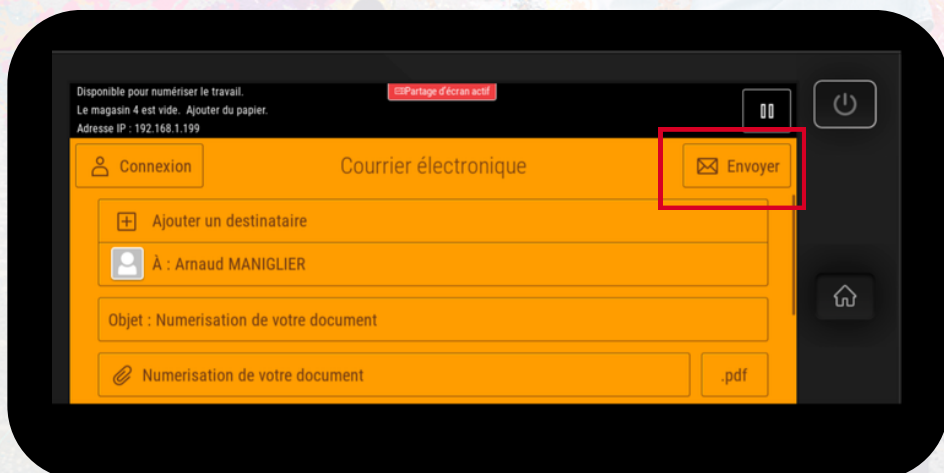 Disponible pour numériser le travail.
Partage d'écran actif
Le magasin 4 est vide. Ajouter du papier.
Adresse IP : 192.168.1.199
Connexion
Courrier électronique
Envoyer
Ajouter un destinataire
À : Arnaud MANIGLIER
Objet : Numerisation de votre document
Numerisation de votre document
.pdf